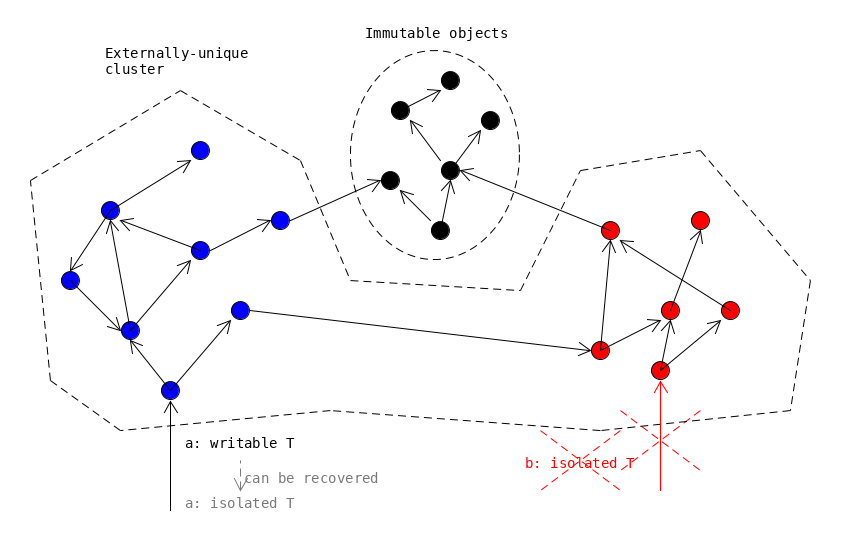 Immutable objects
Externally-unique
cluster
a: writable T
can be recovered
a: isolated T
b: isolated T